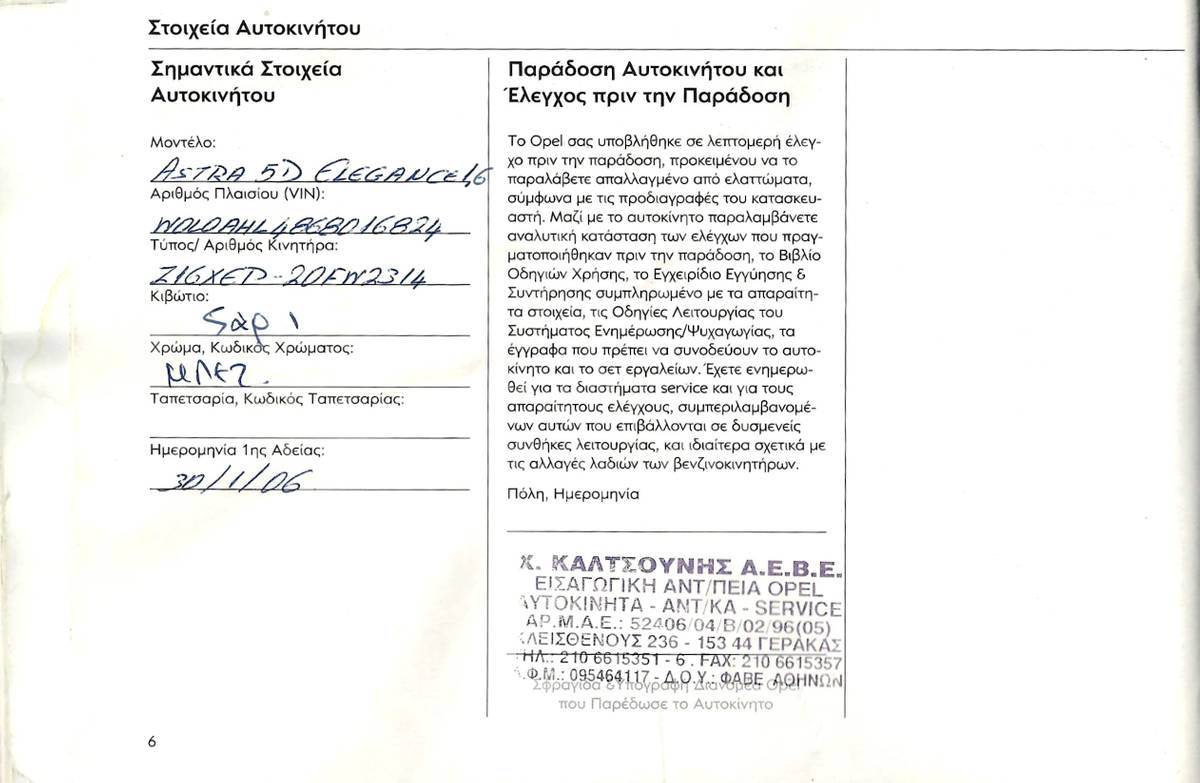 Στοιχεία Αυτοκινήτου
Σημαντικά Στοιχεία
Αυτοκινήτου
Μοντέλο:
ASTRA 5D ELEGANCE 1,6
Αριθμός Πλαισίου (VIN):
W0L0AHL4868016824
Τύπος/ Αριθμός Κινητήρα:
Z16XEP-20FW2314
Κιβώτιο:
Χρώμα, Κωδικός Χρώματος:
ΜΠΕΖ.
Ταπετσαρία, Κωδικός Ταπετσαρίας:
Ημερομηνία 1ης Αδείας:
30/1/06
Παράδοση Αυτοκινήτου και
Έλεγχος πριν την Παράδοση
Το Opel σας υποβλήθηκε σε λεπτομερή έλεγ-
χο πριν την παράδοση, προκειμένου να το
παραλάβετε απαλλαγμένο από ελαττώματα,
σύμφωνα με τις προδιαγραφές του κατασκευ-
αστή. Μαζί με το αυτοκίνητο παραλαμβάνετε
αναλυτική κατάσταση των ελέγχων που πραγ-
ματοποιήθηκαν πριν την παράδοση, το Βιβλίο
Οδηγιών Χρήσης, το Εγχειρίδιο Εγγύησης &
Συντήρησης συμπληρωμένο με τα απαραίτη-
τα στοιχεία, τις Οδηγίες Λειτουργίας του
Συστήματος Ενημέρωσης/Ψυχαγωγίας, τα
έγγραφα που πρέπει να συνοδεύουν το αυτο-
κίνητο και το σετ εργαλείων. Έχετε ενημερω-
θεί για τα διαστήματα service και για τους
απαραίτητους ελέγχους, συμπεριλαμβανομέ-
νων αυτών που επιβάλλονται σε δυσμενείς
συνθήκες λειτουργίας, και ιδιαίτερα σχετικά με
τις αλλαγές λαδιών των βενζινοκινητήρων.
Πόλη, Ημερομηνία
Χ. ΚΑΛΤΣΟΥΝΗΣ Α.Ε.Β.Ε.
ΕΙΣΑΓΩΓΙΚΗ ΑΝΤ/ΠΕΙΑ OPEL
ΑΥΤΟΚΙΝΗΤΑ - ΑΝΤ/ΚΑ - SERVICE
ΑΡ.Μ.Α.Ε.: 52406/04/Β/02/96(05)
ΚΛΕΙΣΘΕΝΟΥΣ 236 - 153 44 ΓΕΡΑΚΑΣ
ΤΗΛ.: 210 6615351 - 6 . FAX: 210 6615357
Α.Φ.Μ.: 095464117 - Δ.Ο.Υ.: ΦΑΒΕ ΑΘΗΝΩΝ
Σφραγίδα &Υπογραφή Διανομέα Opel
που Παρέδωσε το Αυτοκίνητο
6